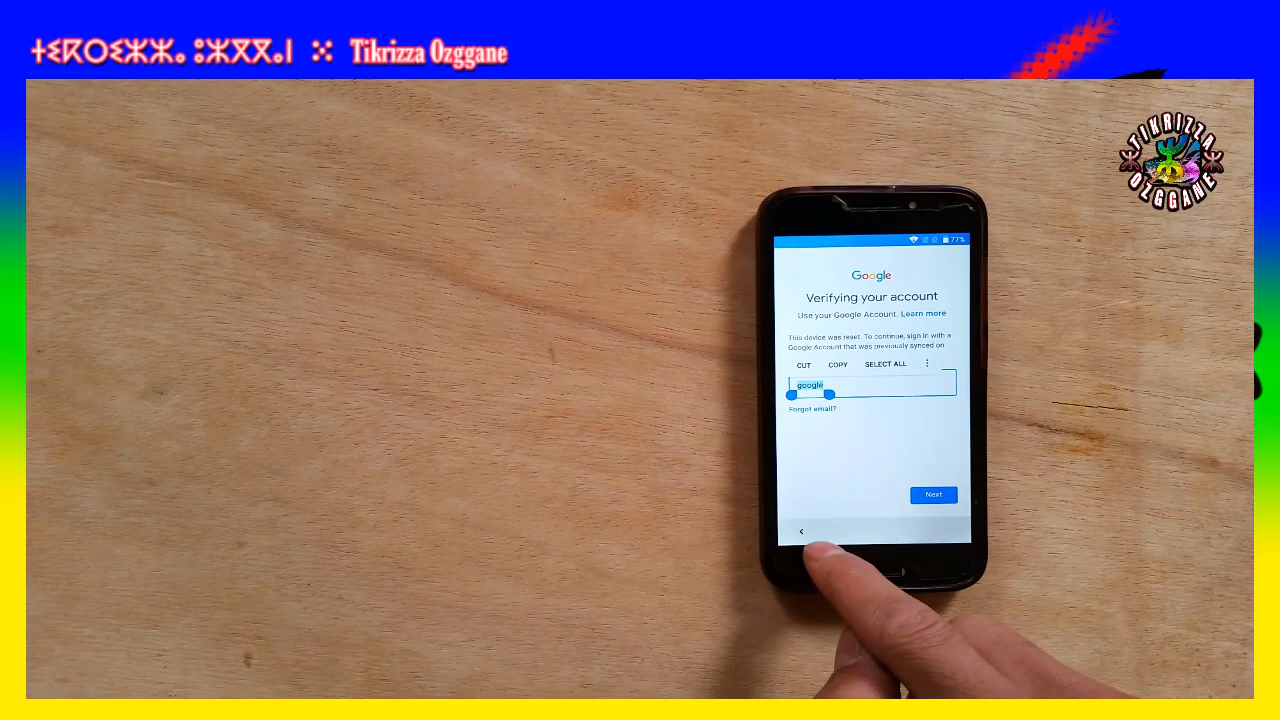 ⵜⵉⴽⵔⵉⵣⵣⴰ ⵓⵣⴳⴳⴰⵏ ⁙ Tikrizza Ozggane
TIKRIZZA
OZGGANE
77%
Google
Verifying your account
Use your Google Account. Learn more
This device was reset. To continue, sign in with a
Google Account that was previously synced on
CUT COPY SELECT ALL
google
Forgot email?
Next